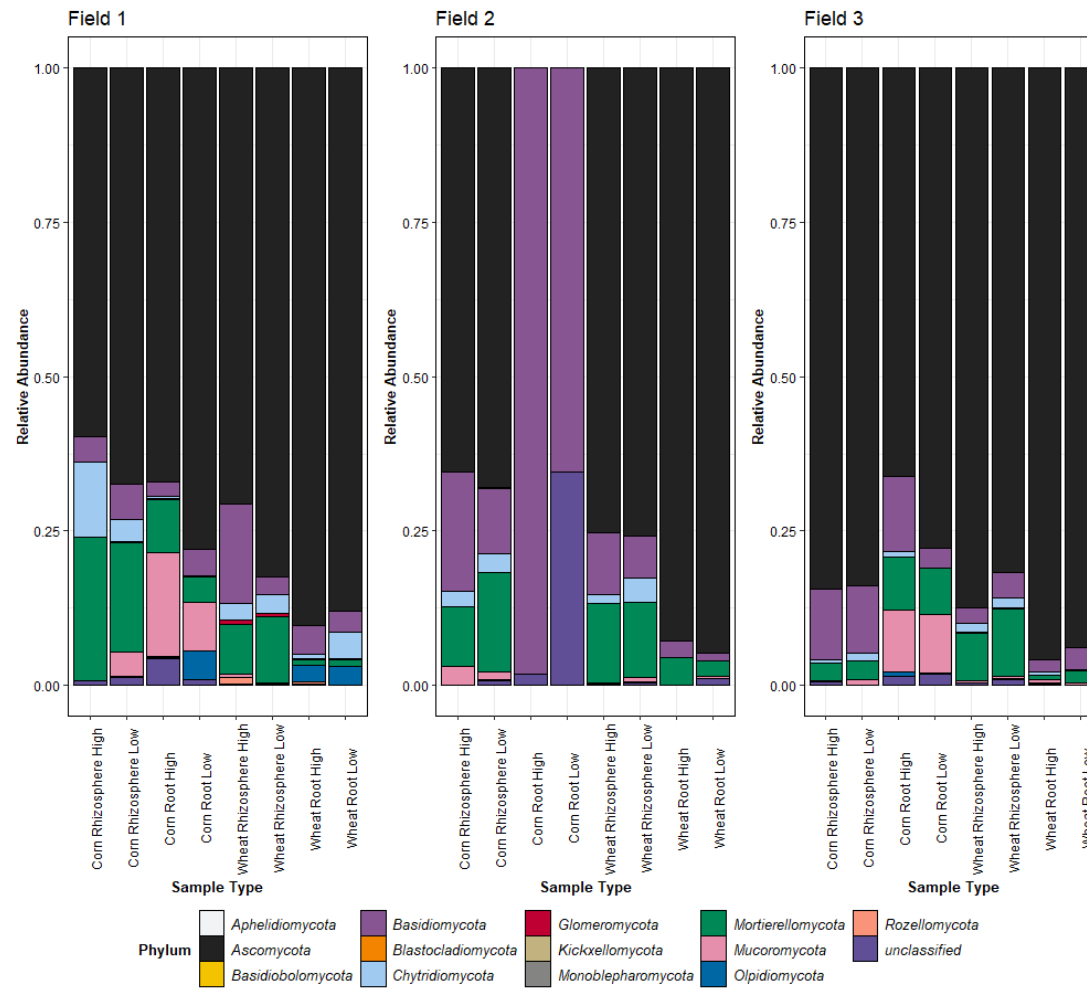 Field 1
Field 2
Field 3
Relative Abundance
1.00
0.75
0.50
0.25
0.00
Corn Rhizosphere High
Corn Rhizosphere Low
Corn Root High
Corn Root Low
Wheat Rhizosphere High
Wheat Rhizosphere Low
Wheat Root High
Wheat Root Low
Sample Type
Relative Abundance
1.00
0.75
0.50
0.25
0.00
Corn Rhizosphere High
Corn Rhizosphere Low
Corn Root High
Corn Root Low
Wheat Rhizosphere High
Wheat Rhizosphere Low
Wheat Root High
Wheat Root Low
Sample Type
Relative Abundance
1.00
0.75
0.50
0.25
0.00
Corn Rhizosphere High
Corn Rhizosphere Low
Corn Root High
Corn Root Low
Wheat Rhizosphere High
Wheat Rhizosphere Low
Wheat Root High
Wheat Root Low
Sample Type
Phylum
Aphelidiomycota
Ascomycota
Basidiobolomycota
Basidiomycota
Blastocladiomycota
Chytridiomycota
Glomeromycota
Kickxellomycota
Monoblepharomycota
Mortierellomycota
Mucoromycota
Olpidiomycota
Rozellomycota
unclassified